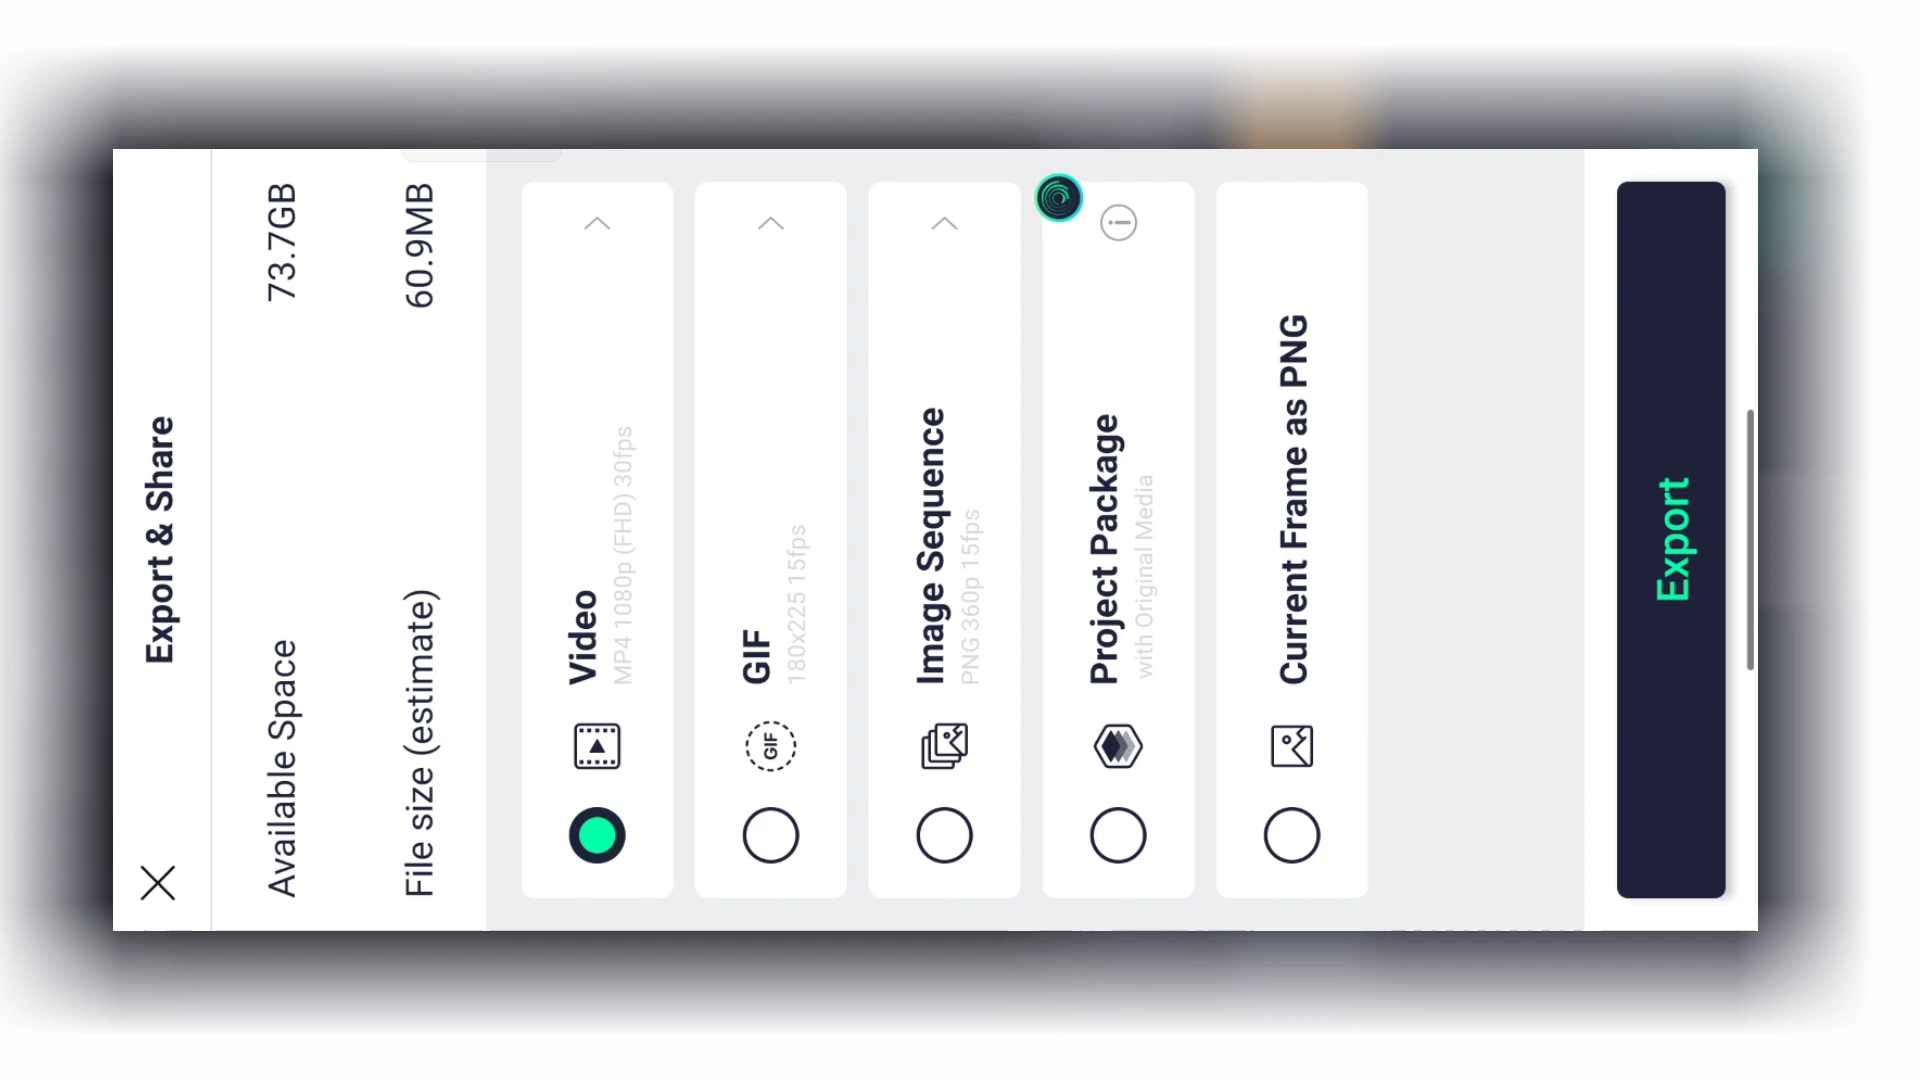 Export & Share
Available Space 73.7GB
File size (estimate) 60.9MB
Video
MP4 1080p (FHD) 30fps
GIF
GIF
180x225 15fps
Image Sequence
PNG 360p 15fps
Project Package
with Original Media
Current Frame as PNG
Export